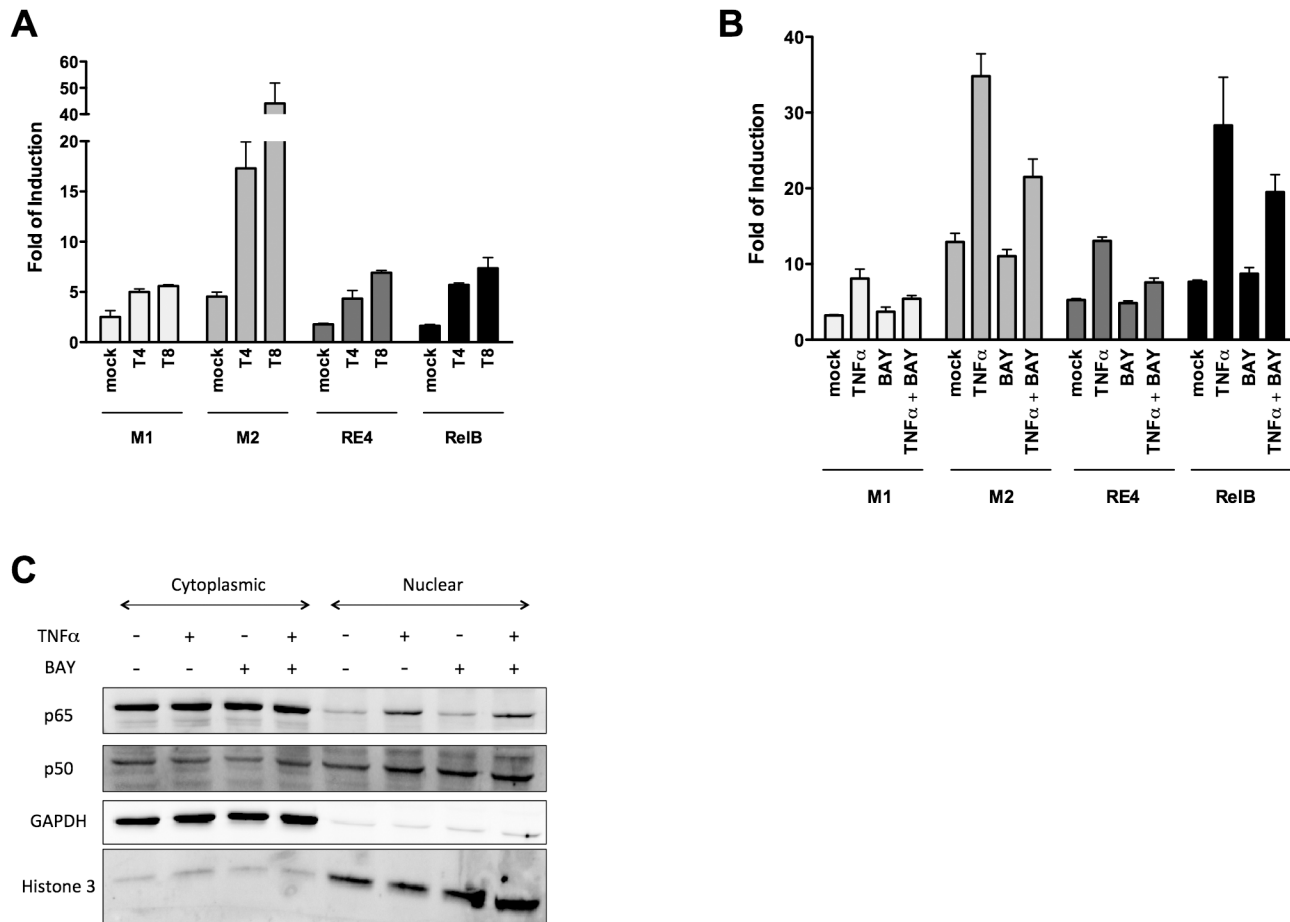 A
Fold of Induction
60
50
40
20
15
10
5
0
mock T4 T8 mock T4 T8 mock T4 T8 mock T4 T8
M1 M2 RE4 RelB
B
Fold of Induction
40
30
20
10
0
mock TNFα BAY TNFα + BAY mock TNFα BAY TNFα + BAY mock TNFα BAY TNFα + BAY mock TNFα BAY TNFα + BAY
M1 M2 RE4 RelB
C
Cytoplasmic Nuclear
TNFα - + - + - + - +
BAY - - + + - - + +
p65
p50
GAPDH
Histone 3